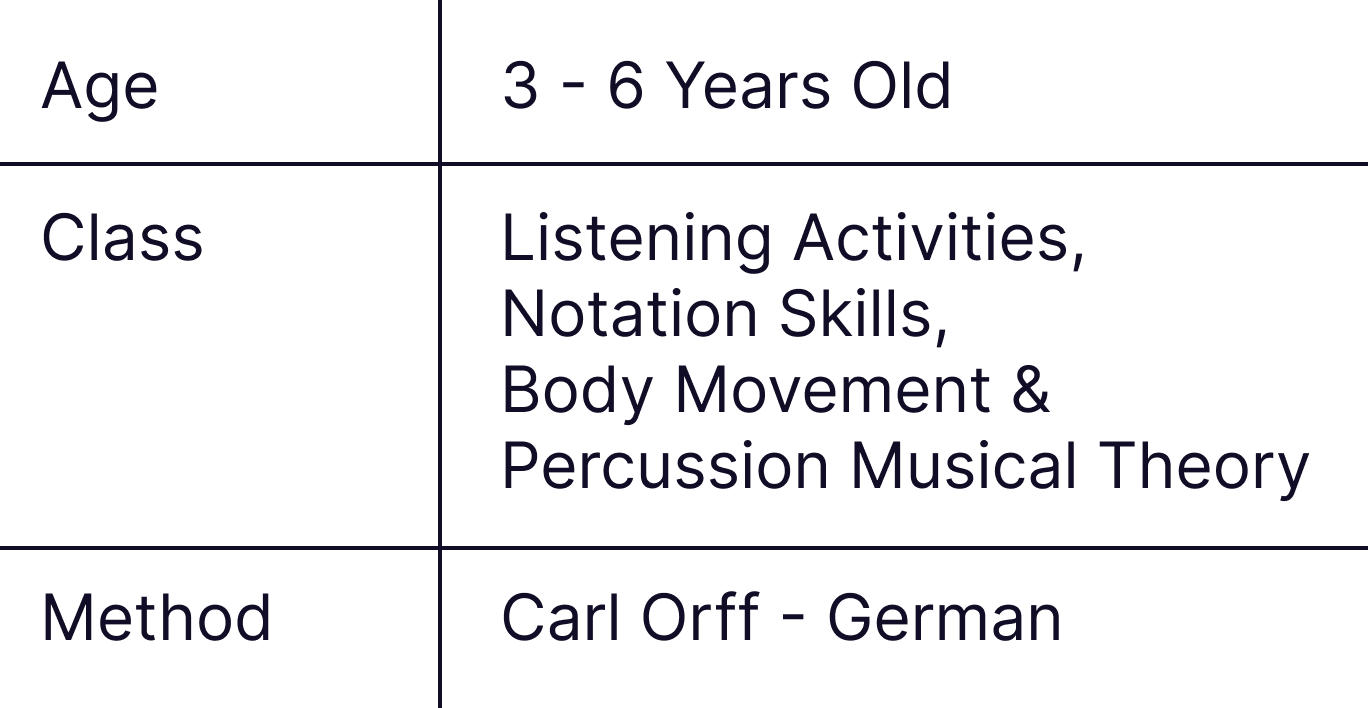 Age
3 - 6 Years Old
Class
Listening Activities,
Notation Skills,
Body Movement &
Percussion Musical Theory
Method
Carl Orff - German